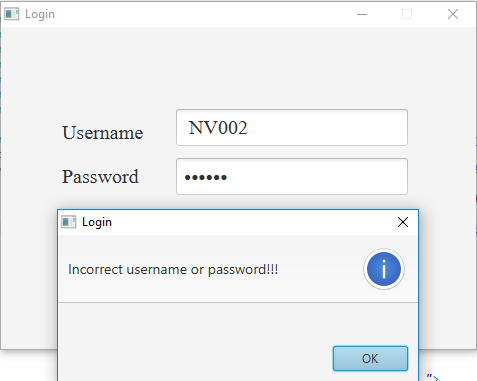 Login
Username NV002
Password ••••••
Login
Incorrect username or password!!!
i
OK
">